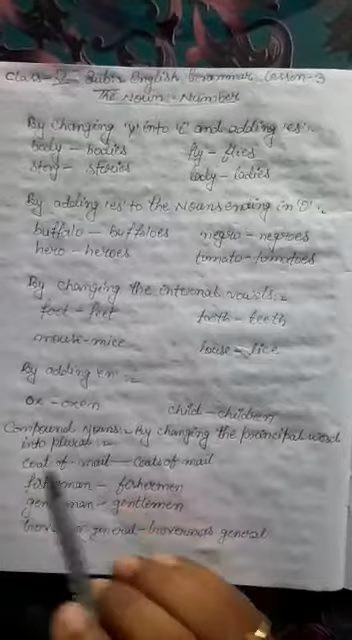 Class- V Subj:- English Grammar Lesson-3
The Noun - Number
By changing 'y' into 'i' and adding 'es':-
body - bodies fly - flies
story - stories lady - ladies
By adding 'es' to the Nouns ending in 'O' :-
buffalo - buffaloes negro - negroes
hero - heroes tomato - tomatoes
By changing the internal vowels:-
foot - feet tooth - teeth
mouse - mice louse - lice
By adding 'en' :-
ox - oxen child - children
Compound Nouns:- By changing the principal word
into plural:-
coat of-mail - coats of mail
man - fishermen
man - gentlemen
general - Governors general